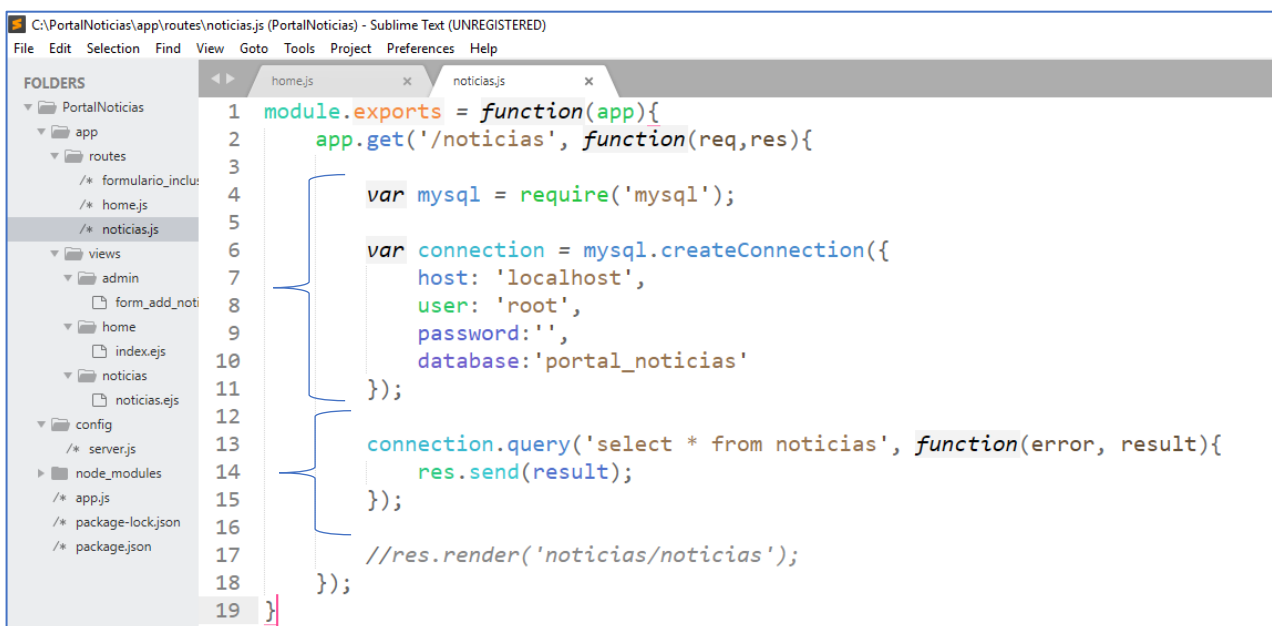 C:\PortalNoticias\app\routes\noticias.js (PortalNoticias) - Sublime Text (UNREGISTERED)
File Edit Selection Find View Goto Tools Project Preferences Help
FOLDERS
PortalNoticias
app
routes
/* formulario_inclus
/* home.js
/* noticias.js
views
admin
form_add_noti
home
index.ejs
noticias
noticias.ejs
config
/* server.js
node_modules
/* app.js
/* package-lock.json
/* package.json
home.js × noticias.js ×
1 module.exports = function(app){
2 app.get('/noticias', function(req,res){
3
4 var mysql = require('mysql');
5
6 var connection = mysql.createConnection({
7 host: 'localhost',
8 user: 'root',
9 password:'',
10 database:'portal_noticias'
11 });
12
13 connection.query('select * from noticias', function(error, result){
14 res.send(result);
15 });
16
17 //res.render('noticias/noticias');
18 });
19 }